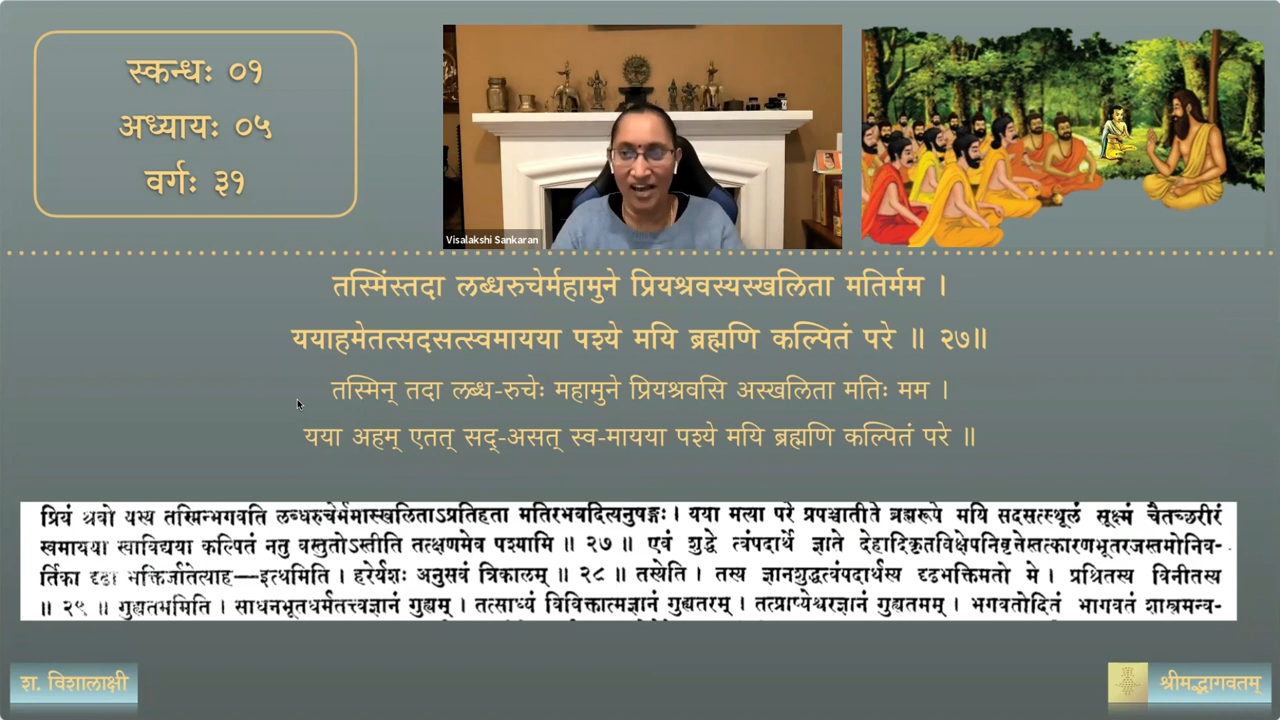 स्कन्धः ०१
अध्यायः ०५
वर्गः ३१
Visalakshi Sankaran
तस्मिंस्तदा लब्धरुचेर्महामुने प्रियश्रवस्यस्खलिता मतिर्मम ।
ययाहमेतत्सदसत्स्वमायया पश्ये मयि ब्रह्मणि कल्पितं परे ॥ २७॥
तस्मिन् तदा लब्ध-रुचेः महामुने प्रियश्रवसि अस्खलिता मतिः मम ।
यया अहम् एतत् सद्-असत् स्व-मायया पश्ये मयि ब्रह्मणि कल्पितं परे ॥
प्रियं श्रवो यस्य तस्मिन्भगवति लब्धरुचेर्ममास्खलिताऽप्रतिहता मतिरभवदित्यनुषङ्गः । यया मत्या परे प्रपञ्चातीते ब्रह्मरूपे मयि सदसत्स्थूलं सूक्ष्मं चैतच्छरीरं
स्वमायया स्वाविद्यया कल्पितं नतु वस्तुतोऽस्तीति तत्क्षणमेव पश्यामि ॥ २७ ॥ एवं शुद्धे त्वंपदार्थे ज्ञाते देहादिकृतविक्षेपनिवृत्तेस्तत्कारणभूतरजस्तमोनिव-
र्तिका दृढा भक्तिर्जातेत्याह—इत्थमिति । हरेर्यशः अनुसवं त्रिकालम् ॥ २८ ॥ तस्येति । तस्य ज्ञानशुद्धत्वंपदार्थस्य दृढभक्तिमतो मे । प्रश्रितस्य विनीतस्य
॥ २९ ॥ गुह्यतममिति । साधनभूतधर्मतत्त्वज्ञानं गुह्यम् । तत्साध्यं विविक्तात्मज्ञानं गुह्यतरम् । तत्प्राप्येश्वरज्ञानं गुह्यतमम् । भगवतोदितं भागवतं शास्त्रमन्व-
श. विशालाक्षी
श्रीमद्भागवतम्